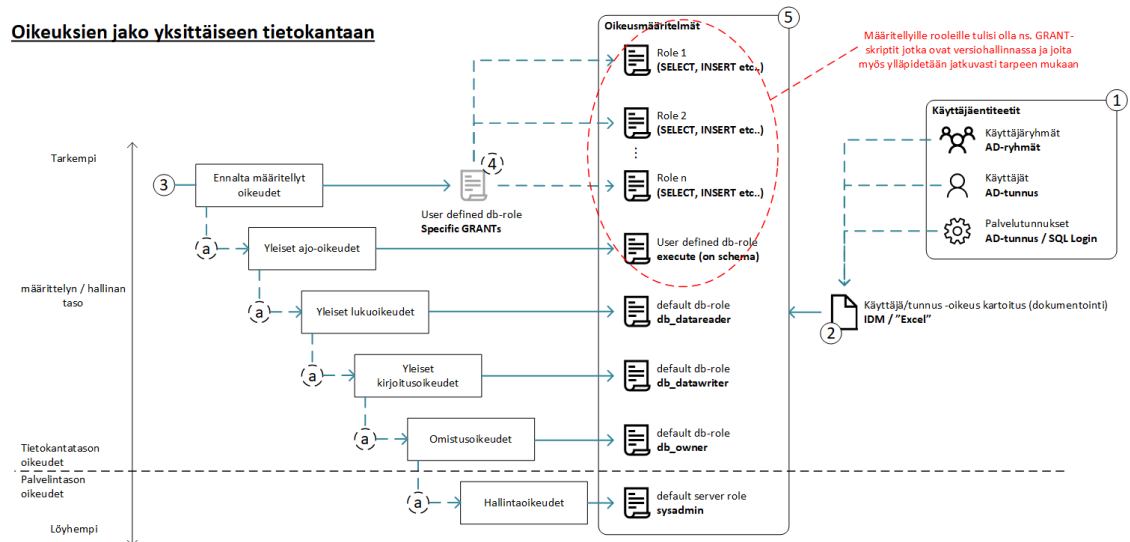 Oikeuksien jako yksittäiseen tietokantaan
5
Oikeusmääritelmät
Role 1
(SELECT, INSERT etc..)
Role 2
(SELECT, INSERT etc..)
⋮
Role n
(SELECT, INSERT etc..)
User defined db-role
execute (on schema)
default db-role
db_datareader
default db-role
db_datawriter
default db-role
db_owner
default server role
sysadmin
Määritellyille rooleille tulisi olla ns. GRANT-
skriptit jotka ovat versiohallinnassa ja joita
myös ylläpidetään jatkuvasti tarpeen mukaan
1
Käyttäjäentiteetit
Käyttäjäryhmät
AD-ryhmät
Käyttäjät
AD-tunnus
Palvelutunnukset
AD-tunnus / SQL Login
2
Käyttäjä/tunnus -oikeus kartoitus (dokumentointi)
IDM / "Excel"
Tarkempi
määrittelyn / hallinan
taso
Tietokantatason
oikeudet
Palvelintason
oikeudet
Löyhempi
3
Ennalta määritellyt
oikeudet
4
User defined db-role
Specific GRANTs
a
Yleiset ajo-oikeudet
a
Yleiset lukuoikeudet
a
Yleiset
kirjoitusoikeudet
a
Omistusoikeudet
a
Hallintaoikeudet